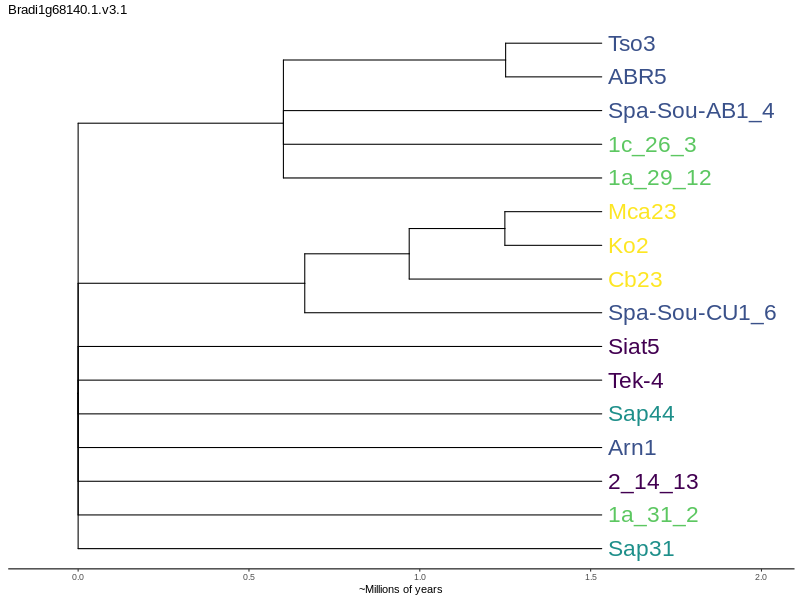 Bradi1g68140.1.v3.1
Tso3
ABR5
Spa-Sou-AB1_4
1c_26_3
1a_29_12
Mca23
Ko2
Cb23
Spa-Sou-CU1_6
Siat5
Tek-4
Sap44
Arn1
2_14_13
1a_31_2
Sap31
0.0 0.5 1.0 1.5 2.0
~Millions of years